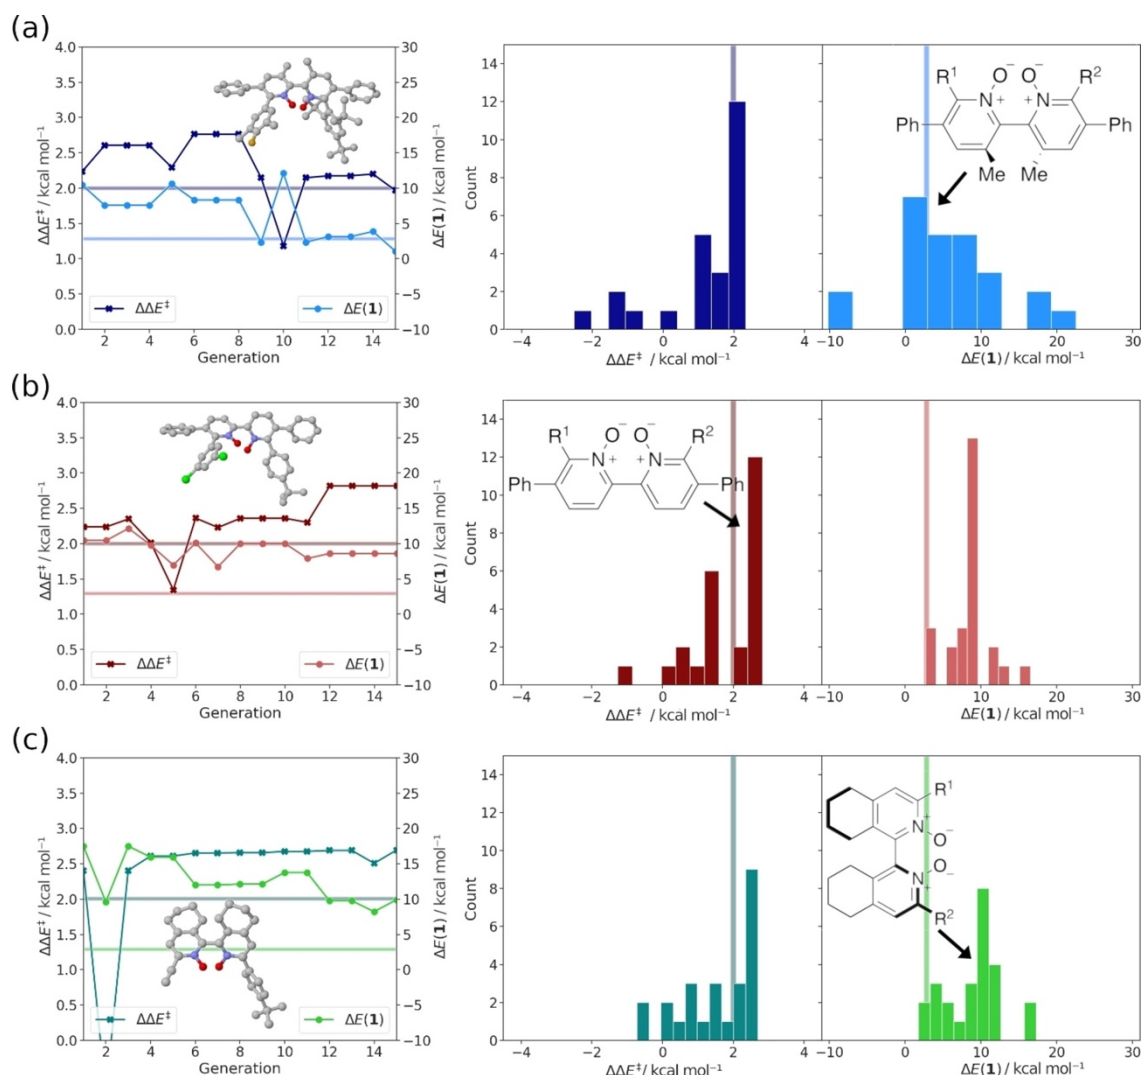 (a)
4.0
3.5
3.0
2.5
2.0
1.5
1.0
0.5
0.0
ΔΔE‡ / kcal mol⁻¹
ΔΔE‡
ΔE(1)
2 4 6 8 10 12 14
Generation
30
25
20
15
10
5
0
−5
−10
ΔE(1) / kcal mol⁻¹
14
12
10
8
6
4
2
0
Count
−4 −2 0 2 4
ΔΔE‡ / kcal mol⁻¹
R¹ O⁻ ⁻O R²
N⁺ ⁺N
Ph Ph
Me Me
−10 0 10 20 30
ΔE(1) / kcal mol⁻¹
(b)
4.0
3.5
3.0
2.5
2.0
1.5
1.0
0.5
0.0
ΔΔE‡ / kcal mol⁻¹
ΔΔE‡
ΔE(1)
2 4 6 8 10 12 14
Generation
30
25
20
15
10
5
0
−5
−10
ΔE(1) / kcal mol⁻¹
14
12
10
8
6
4
2
0
Count
R¹ O⁻ O⁻ R²
N⁺ ⁺N
Ph Ph
−4 −2 0 2 4
ΔΔE‡ / kcal mol⁻¹
−10 0 10 20 30
ΔE(1) / kcal mol⁻¹
(c)
4.0
3.5
3.0
2.5
2.0
1.5
1.0
0.5
0.0
ΔΔE‡ / kcal mol⁻¹
ΔΔE‡
ΔE(1)
2 4 6 8 10 12 14
Generation
30
25
20
15
10
5
0
−5
−10
ΔE(1) / kcal mol⁻¹
14
12
10
8
6
4
2
0
Count
−4 −2 0 2 4
ΔΔE‡ / kcal mol⁻¹
R¹
N⁺
O⁻
O⁻
N⁺
R²
−10 0 10 20 30
ΔE(1) / kcal mol⁻¹